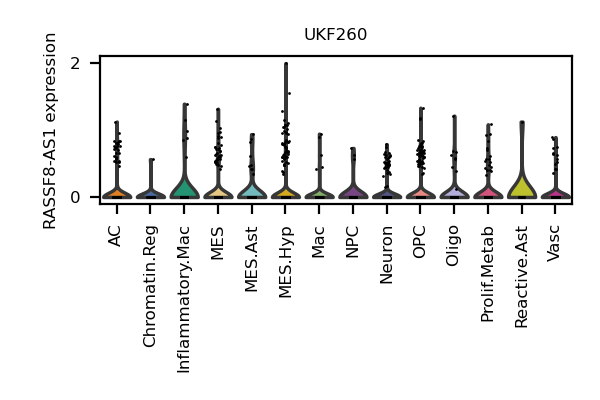 UKF260
RASSF8-AS1 expression
2
0
AC
Chromatin.Reg
Inflammatory.Mac
MES
MES.Ast
MES.Hyp
Mac
NPC
Neuron
OPC
Oligo
Prolif.Metab
Reactive.Ast
Vasc